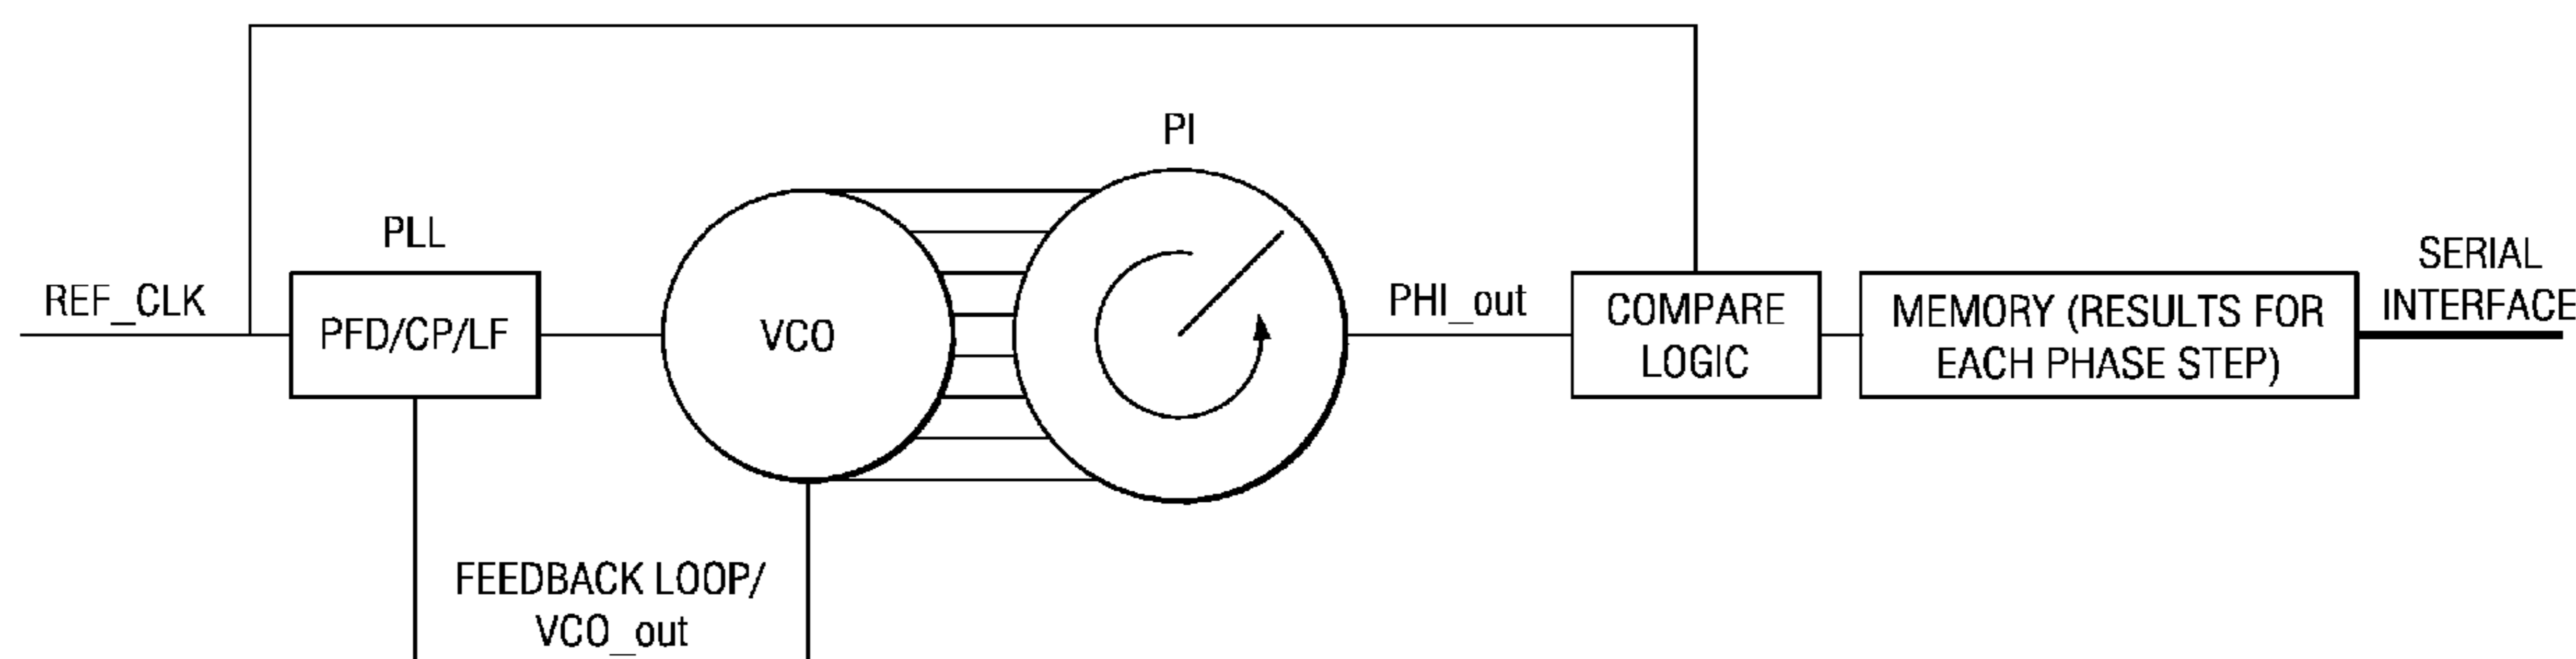 PI
PLL
REF_CLK
PFD/CP/LF
VCO
PHI_out
COMPARE
LOGIC
MEMORY (RESULTS FOR
EACH PHASE STEP)
SERIAL
INTERFACE
FEEDBACK LOOP/
VCO_out